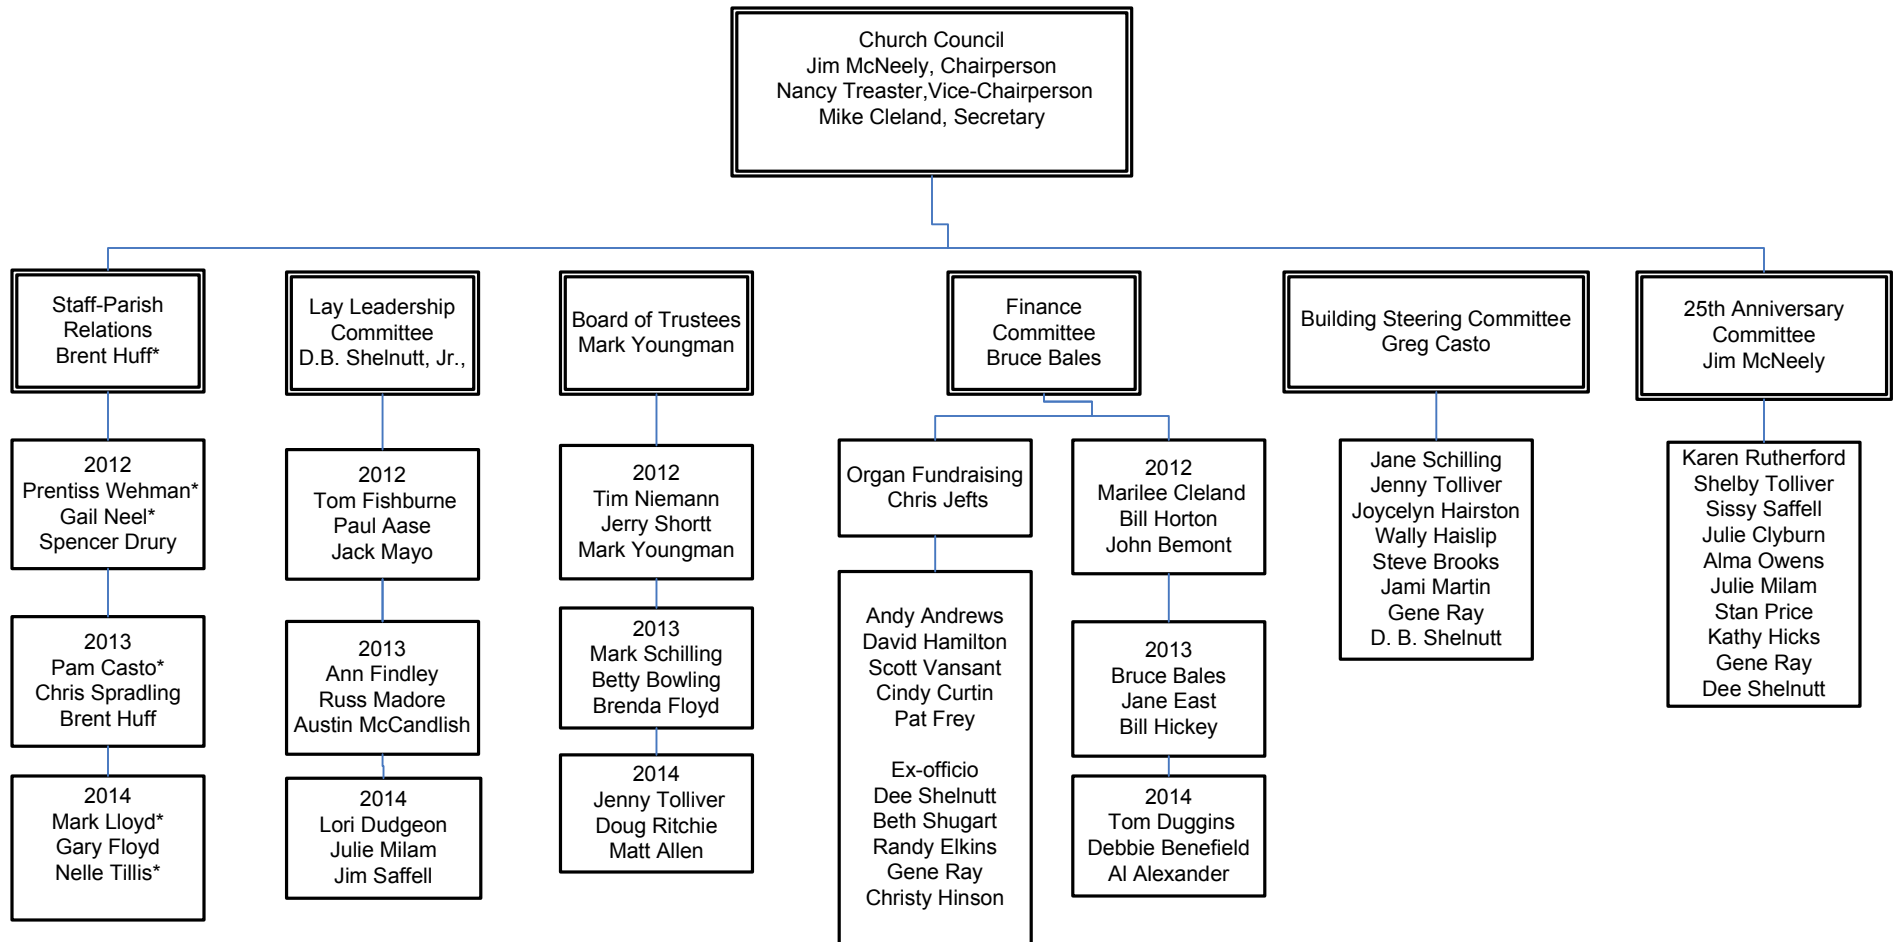 Church Council
Jim McNeely, Chairperson
Nancy Treaster,Vice-Chairperson
Mike Cleland, Secretary
Staff-Parish
Relations
Brent Huff*
Lay Leadership
Committee
D.B. Shelnutt, Jr.,
Board of Trustees
Mark Youngman
Finance
Committee
Bruce Bales
Building Steering Committee
Greg Casto
25th Anniversary
Committee
Jim McNeely
2012
Prentiss Wehman*
Gail Neel*
Spencer Drury
2013
Pam Casto*
Chris Spradling
Brent Huff
2014
Mark Lloyd*
Gary Floyd
Nelle Tillis*
2012
Tom Fishburne
Paul Aase
Jack Mayo
2013
Ann Findley
Russ Madore
Austin McCandlish
2014
Lori Dudgeon
Julie Milam
Jim Saffell
2012
Tim Niemann
Jerry Shortt
Mark Youngman
2013
Mark Schilling
Betty Bowling
Brenda Floyd
2014
Jenny Tolliver
Doug Ritchie
Matt Allen
Organ Fundraising
Chris Jefts
Andy Andrews
David Hamilton
Scott Vansant
Cindy Curtin
Pat Frey
Ex-officio
Dee Shelnutt
Beth Shugart
Randy Elkins
Gene Ray
Christy Hinson
2012
Marilee Cleland
Bill Horton
John Bemont
2013
Bruce Bales
Jane East
Bill Hickey
2014
Tom Duggins
Debbie Benefield
Al Alexander
Jane Schilling
Jenny Tolliver
Joycelyn Hairston
Wally Haislip
Steve Brooks
Jami Martin
Gene Ray
D. B. Shelnutt
Karen Rutherford
Shelby Tolliver
Sissy Saffell
Julie Clyburn
Alma Owens
Julie Milam
Stan Price
Kathy Hicks
Gene Ray
Dee Shelnutt